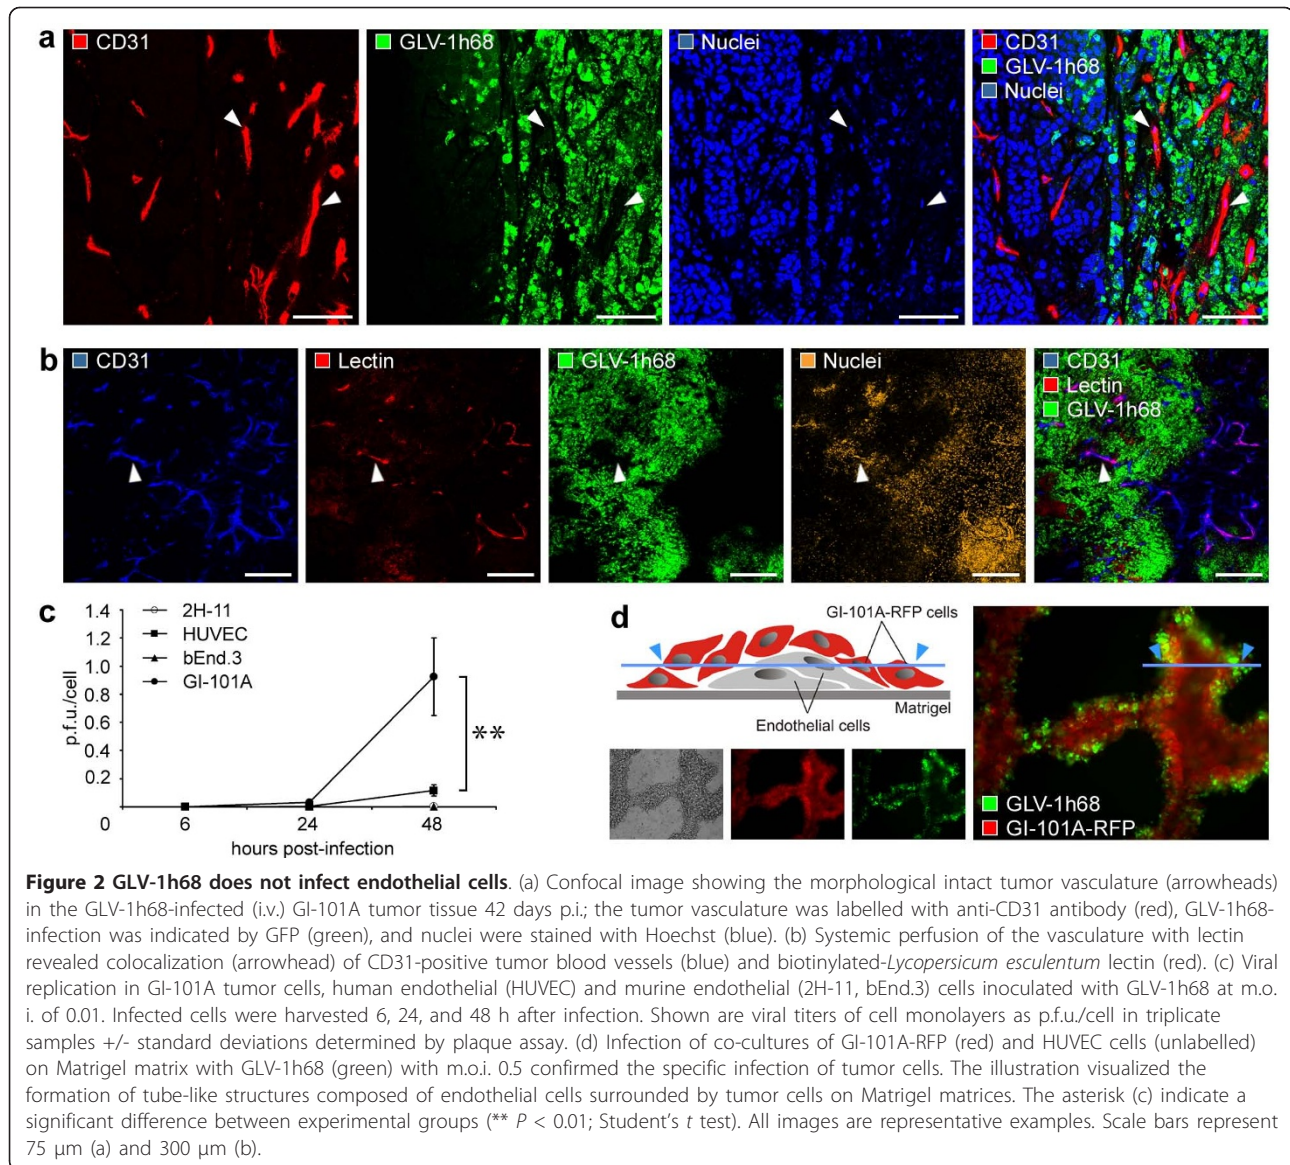 a
CD31
GLV-1h68
Nuclei
CD31
GLV-1h68
Nuclei
b
CD31
Lectin
GLV-1h68
Nuclei
CD31
Lectin
GLV-1h68
c
1.4
1.2
1.0
0.8
0.6
0.4
0.2
0
p.f.u./cell
2H-11
HUVEC
bEnd.3
GI-101A
**
6
24
48
hours post-infection
d
GI-101A-RFP cells
Matrigel
Endothelial cells
GLV-1h68
GI-101A-RFP
Figure 2 GLV-1h68 does not infect endothelial cells. (a) Confocal image showing the morphological intact tumor vasculature (arrowheads)
in the GLV-1h68-infected (i.v.) GI-101A tumor tissue 42 days p.i.; the tumor vasculature was labelled with anti-CD31 antibody (red), GLV-1h68-
infection was indicated by GFP (green), and nuclei were stained with Hoechst (blue). (b) Systemic perfusion of the vasculature with lectin
revealed colocalization (arrowhead) of CD31-positive tumor blood vessels (blue) and biotinylated-Lycopersicum esculentum lectin (red). (c) Viral
replication in GI-101A tumor cells, human endothelial (HUVEC) and murine endothelial (2H-11, bEnd.3) cells inoculated with GLV-1h68 at m.o.
i. of 0.01. Infected cells were harvested 6, 24, and 48 h after infection. Shown are viral titers of cell monolayers as p.f.u./cell in triplicate
samples +/- standard deviations determined by plaque assay. (d) Infection of co-cultures of GI-101A-RFP (red) and HUVEC cells (unlabelled)
on Matrigel matrix with GLV-1h68 (green) with m.o.i. 0.5 confirmed the specific infection of tumor cells. The illustration visualized the
formation of tube-like structures composed of endothelial cells surrounded by tumor cells on Matrigel matrices. The asterisk (c) indicate a
significant difference between experimental groups (** P < 0.01; Student's t test). All images are representative examples. Scale bars represent
75 μm (a) and 300 μm (b).